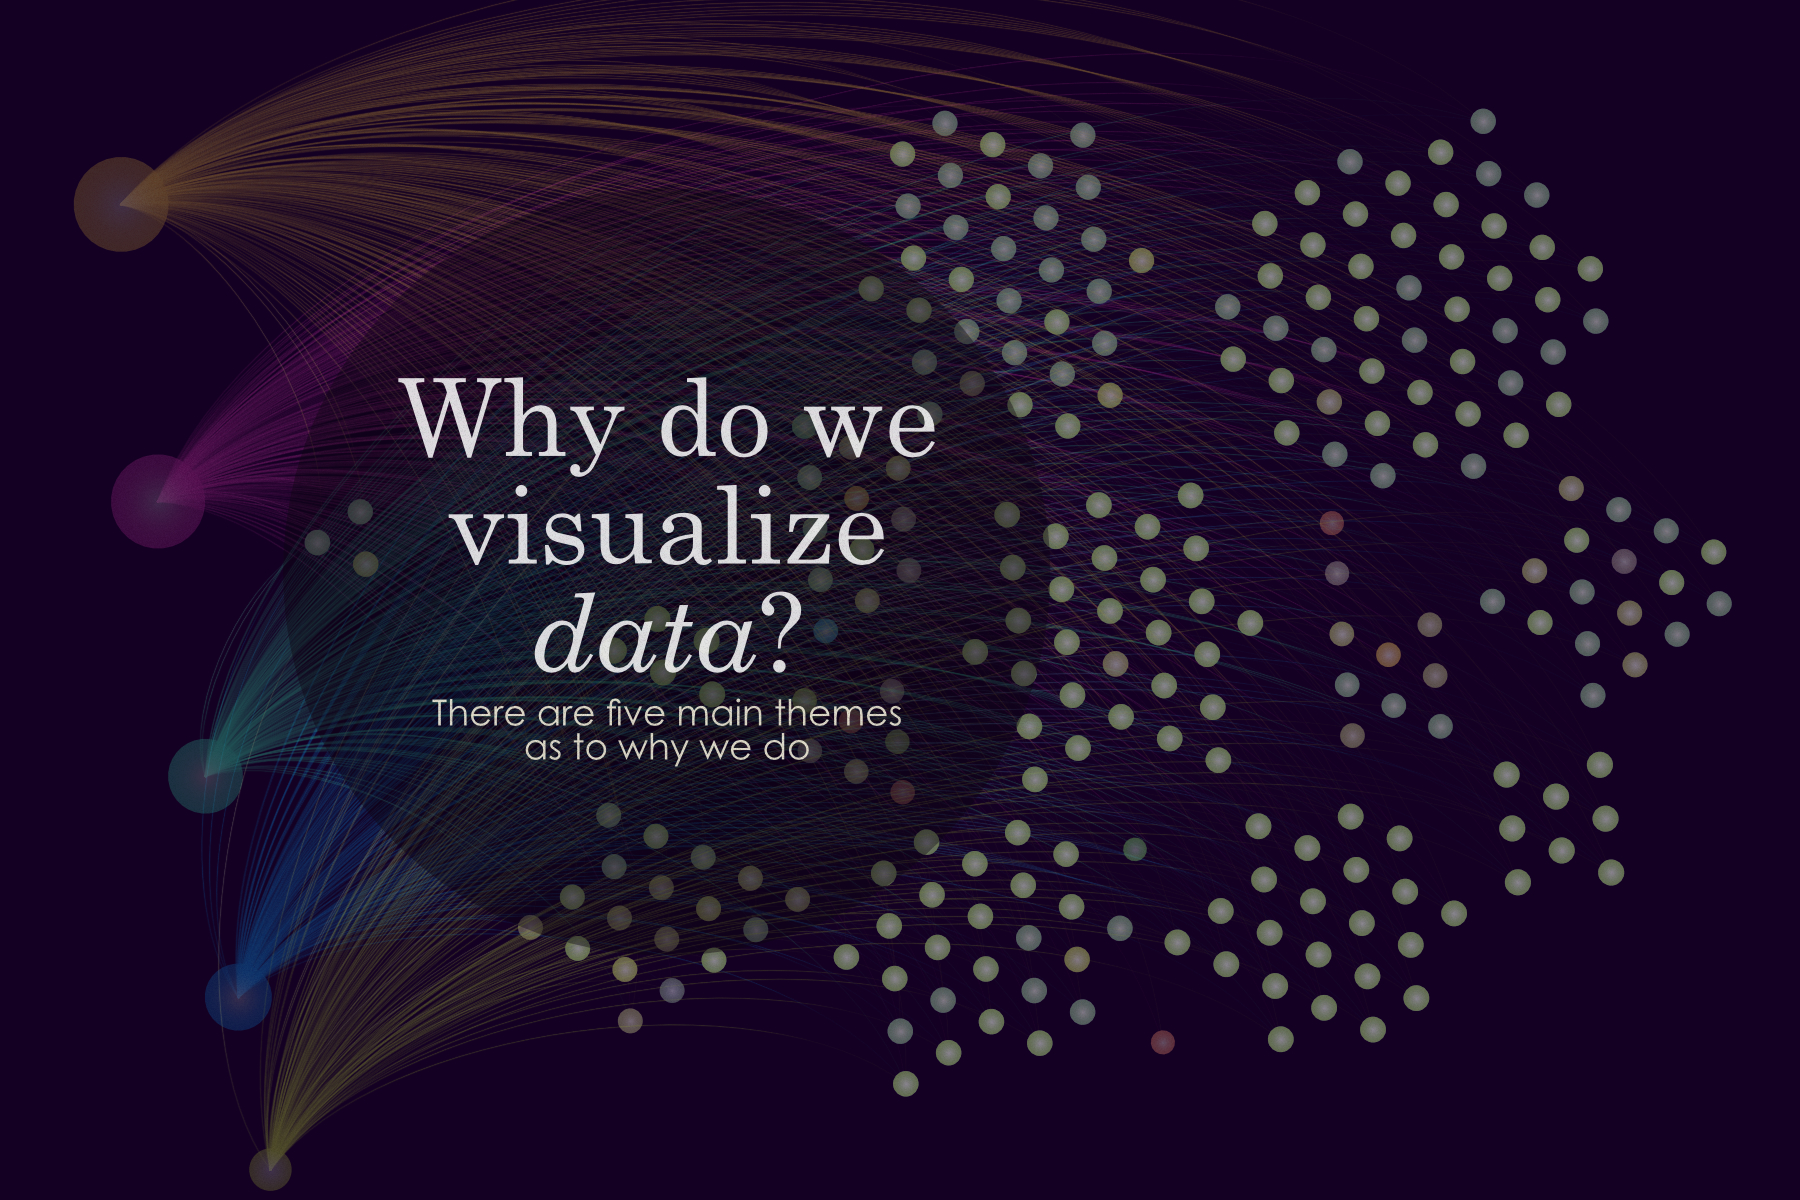 Why do we
visualize
data?
There are five main themes
as to why we do